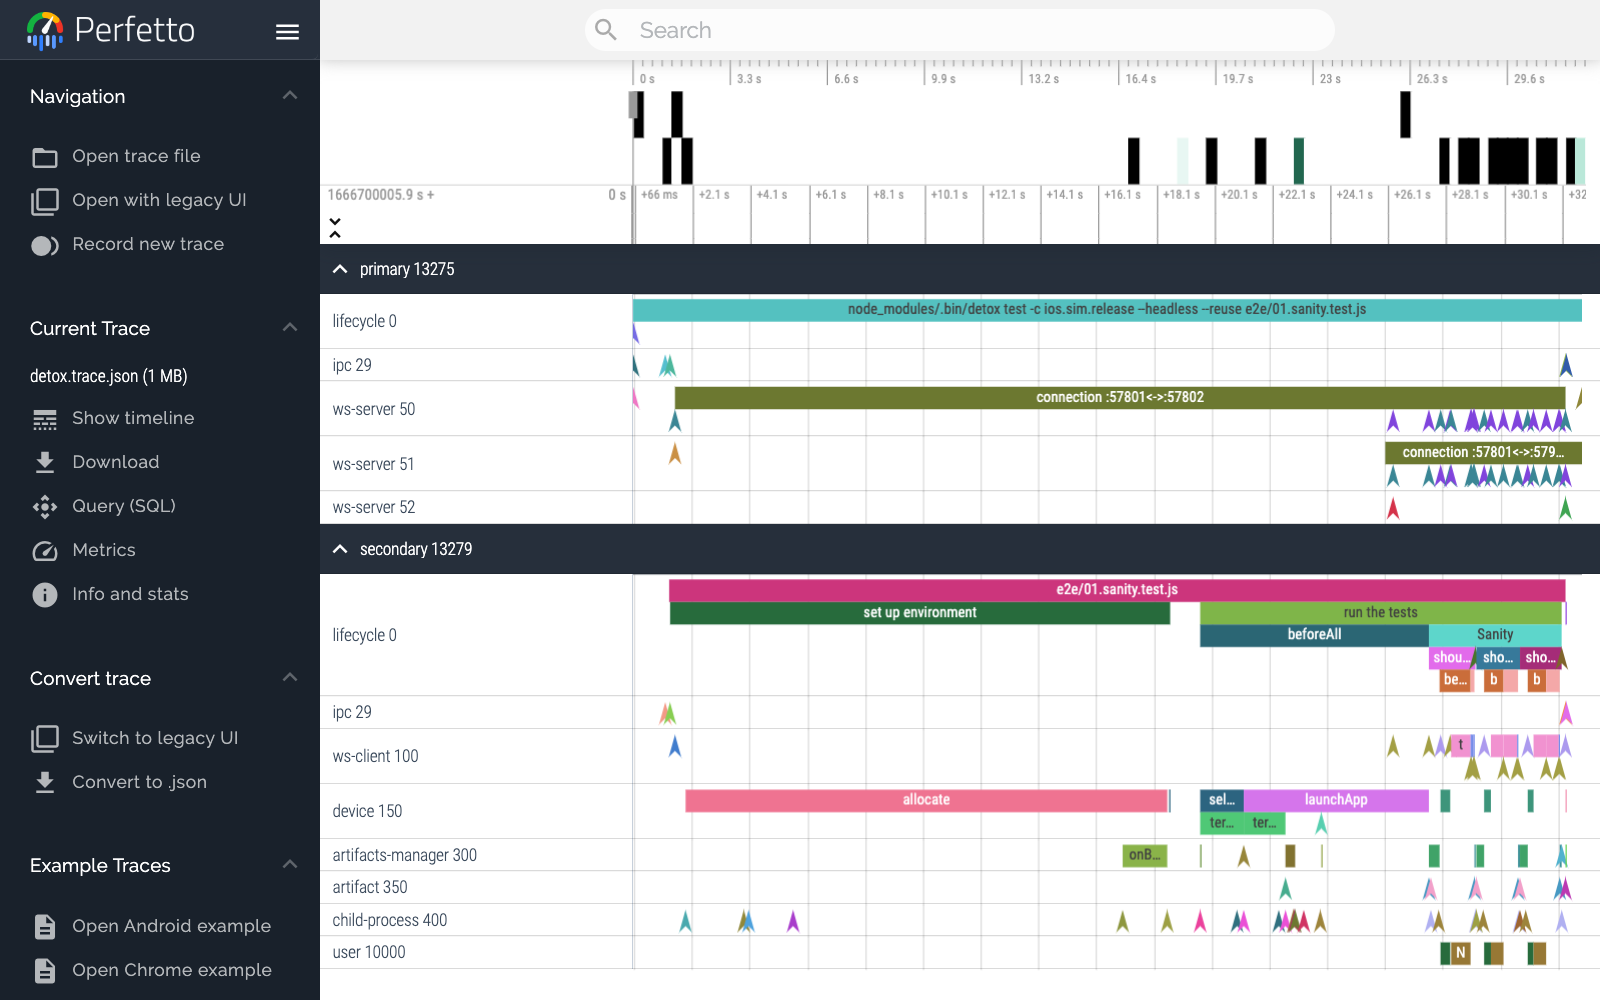 Perfetto
Search
Navigation
Open trace file
Open with legacy UI
Record new trace
Current Trace
detox.trace.json (1 MB)
Show timeline
Download
Query (SQL)
Metrics
Info and stats
Convert trace
Switch to legacy UI
Convert to .json
Example Traces
Open Android example
Open Chrome example
0 s 3.3 s 6.6 s 9.9 s 13.2 s 16.4 s 19.7 s 23 s 26.3 s 29.6 s
1666700005.9 s + 0 s +66 ms +2.1 s +4.1 s +6.1 s +8.1 s +10.1 s +12.1 s +14.1 s +16.1 s +18.1 s +20.1 s +22.1 s +24.1 s +26.1 s +28.1 s +30.1 s +32
primary 13275
lifecycle 0 node_modules/.bin/detox test -c ios.sim.release --headless --reuse e2e/01.sanity.test.js
ipc 29
ws-server 50 connection :57801<->:57802
ws-server 51 connection :57801<->:579...
ws-server 52
secondary 13279
e2e/01.sanity.test.js
set up environment run the tests
lifecycle 0 beforeAll Sanity
shou... sho... sho...
be... b b
ipc 29
ws-client 100 t
device 150 allocate sel... launchApp
ter... ter...
artifacts-manager 300 onB...
artifact 350
child-process 400
user 10000 N